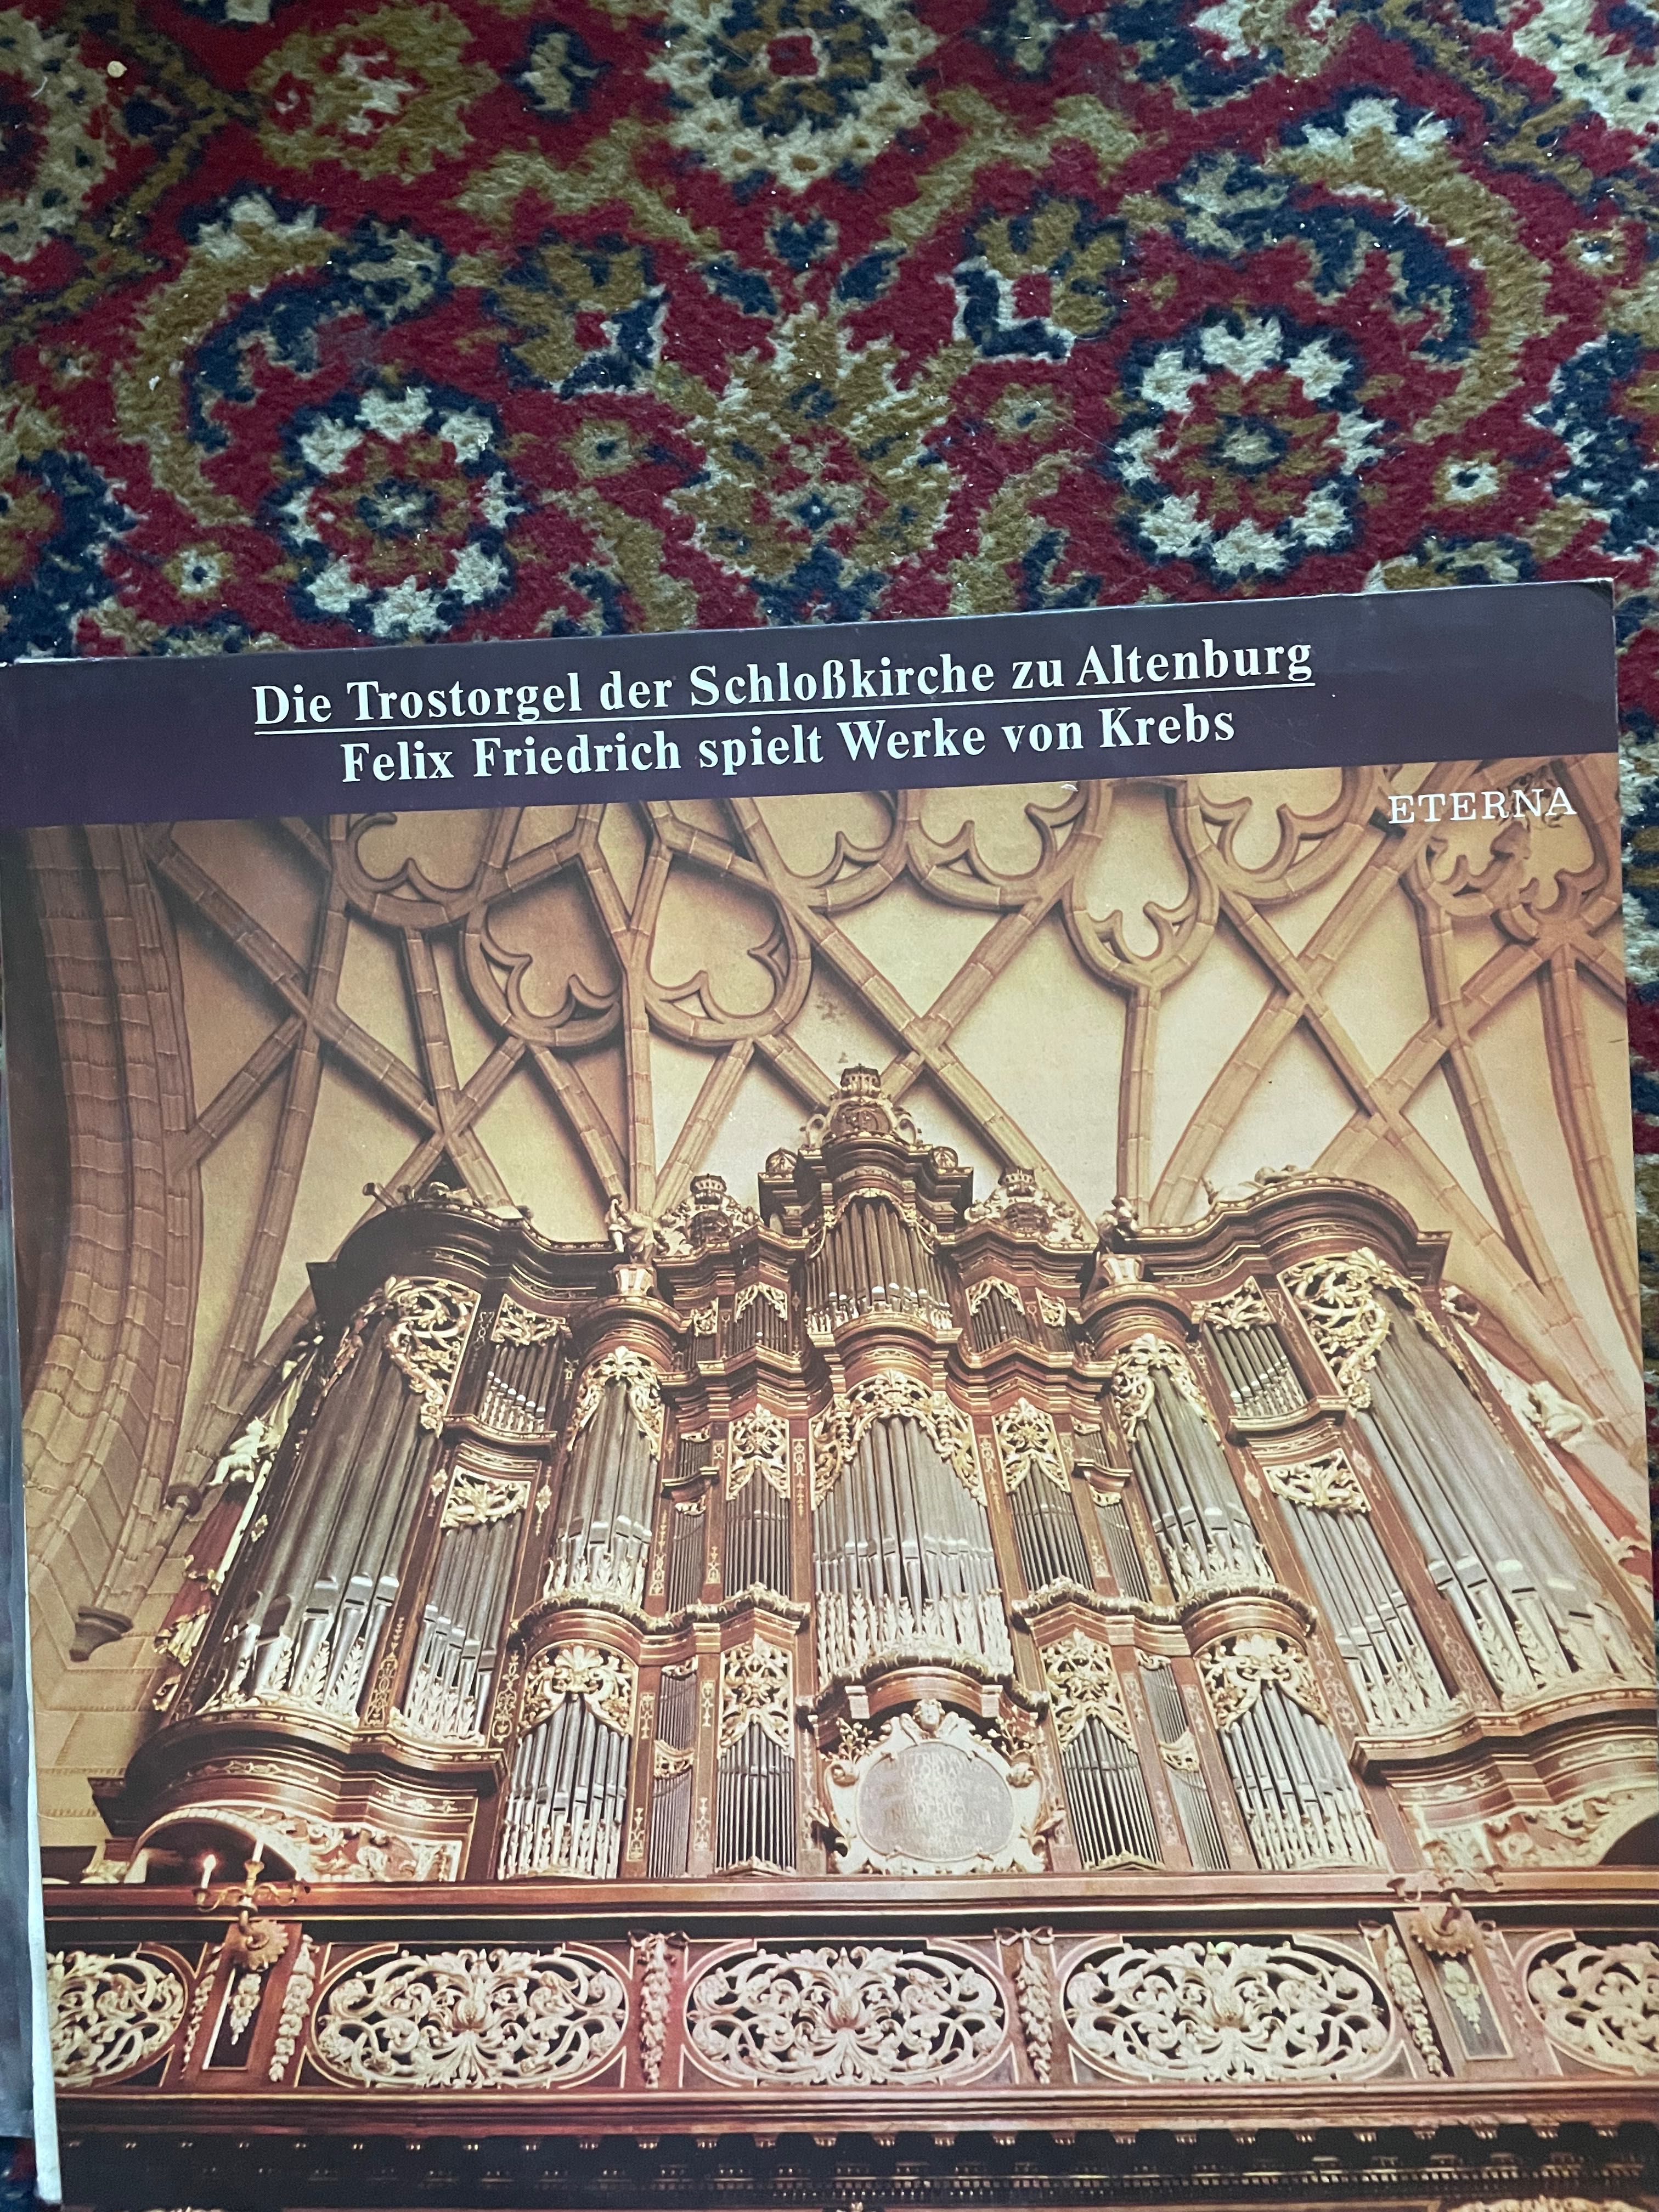 Die Trostorgel der Schloßkirche zu Altenburg
Felix Friedrich spielt Werke von Krebs
ETERNA